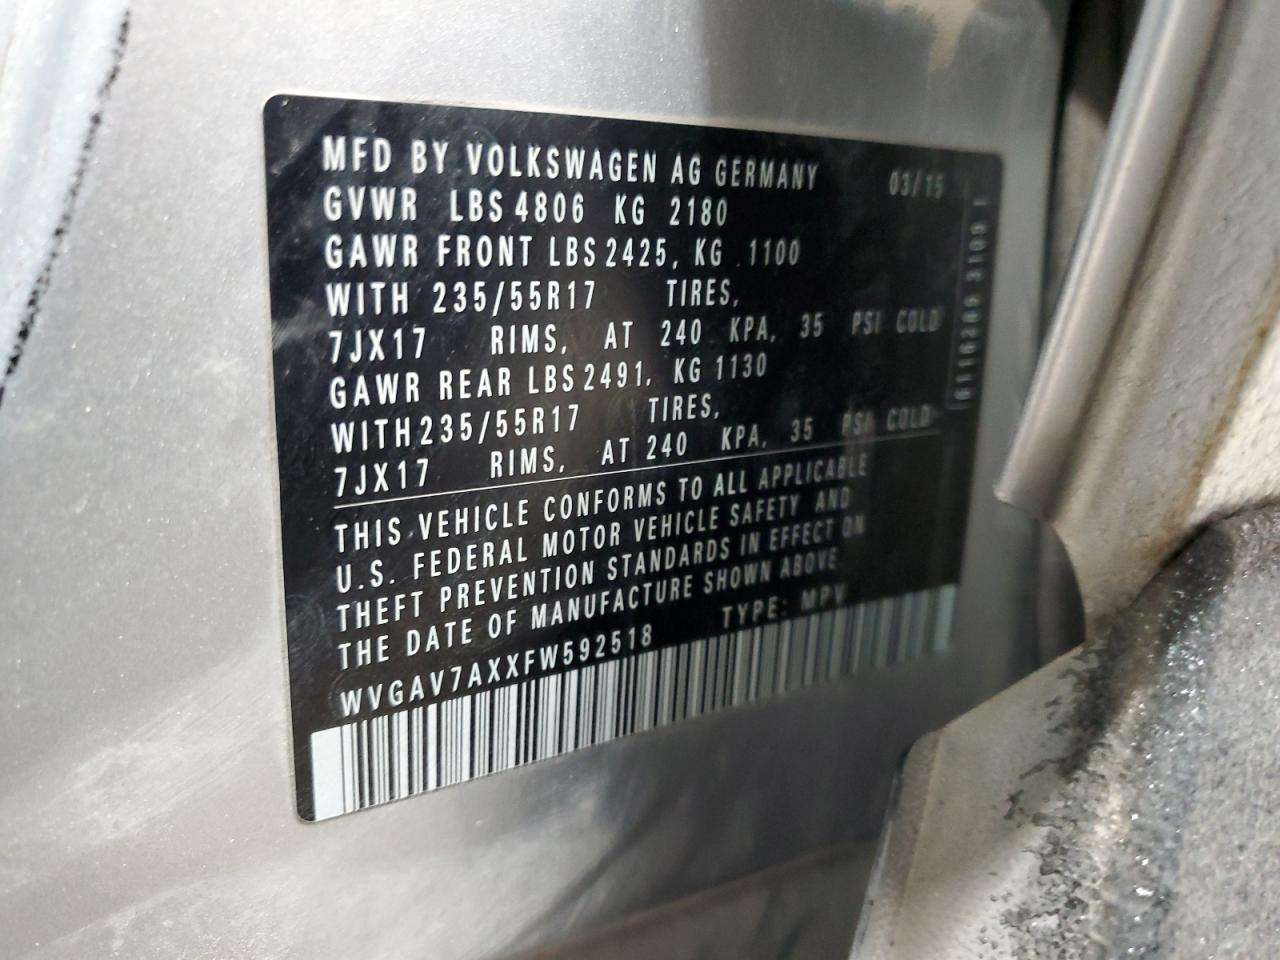 MFD BY VOLKSWAGEN AG GERMANY 03/15
GVWR LBS 4806 KG 2180
GAWR FRONT LBS 2425, KG 1100
WITH 235/55R17 TIRES,
7JX17 RIMS, AT 240 KPA, 35 PSI COLD
GAWR REAR LBS 2491, KG 1130
WITH 235/55R17 TIRES,
7JX17 RIMS, AT 240 KPA, 35 PSI COLD
THIS VEHICLE CONFORMS TO ALL APPLICABLE
U.S. FEDERAL MOTOR VEHICLE SAFETY AND
THEFT PREVENTION STANDARDS IN EFFECT ON
THE DATE OF MANUFACTURE SHOWN ABOVE
WVGAV7AXXFW592518 TYPE: MPV